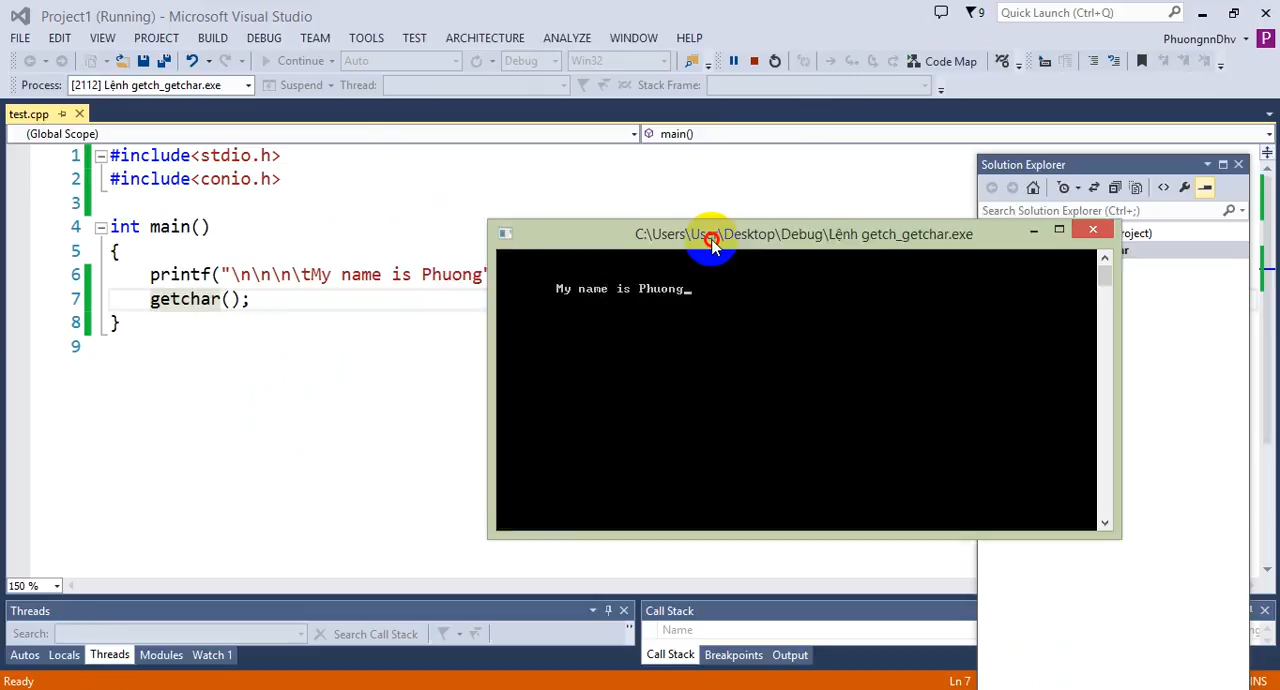 Project1 (Running) - Microsoft Visual Studio
9
Quick Launch (Ctrl+Q)
FILE EDIT VIEW PROJECT BUILD DEBUG TEAM TOOLS TEST ARCHITECTURE ANALYZE WINDOW HELP
PhuongnnDhv
P
Continue Auto Debug Win32 Code Map
Process: [2112] Lệnh getch_getchar.exe Suspend Thread: Stack Frame:
test.cpp
(Global Scope) main()
1 #include<stdio.h>
2 #include<conio.h>
3
4 int main()
5 {
6 printf("\n\n\n\tMy name is Phuong"
7 getchar();
8 }
9
Solution Explorer
Search Solution Explorer (Ctrl+;)
C:\Users\User\Desktop\Debug\Lệnh getch_getchar.exe
My name is Phuong_
150 %
Threads
Search: Search Call Stack
Autos Locals Threads Modules Watch 1
Call Stack
Name
Call Stack Breakpoints Output
Ready
Ln 7
INS